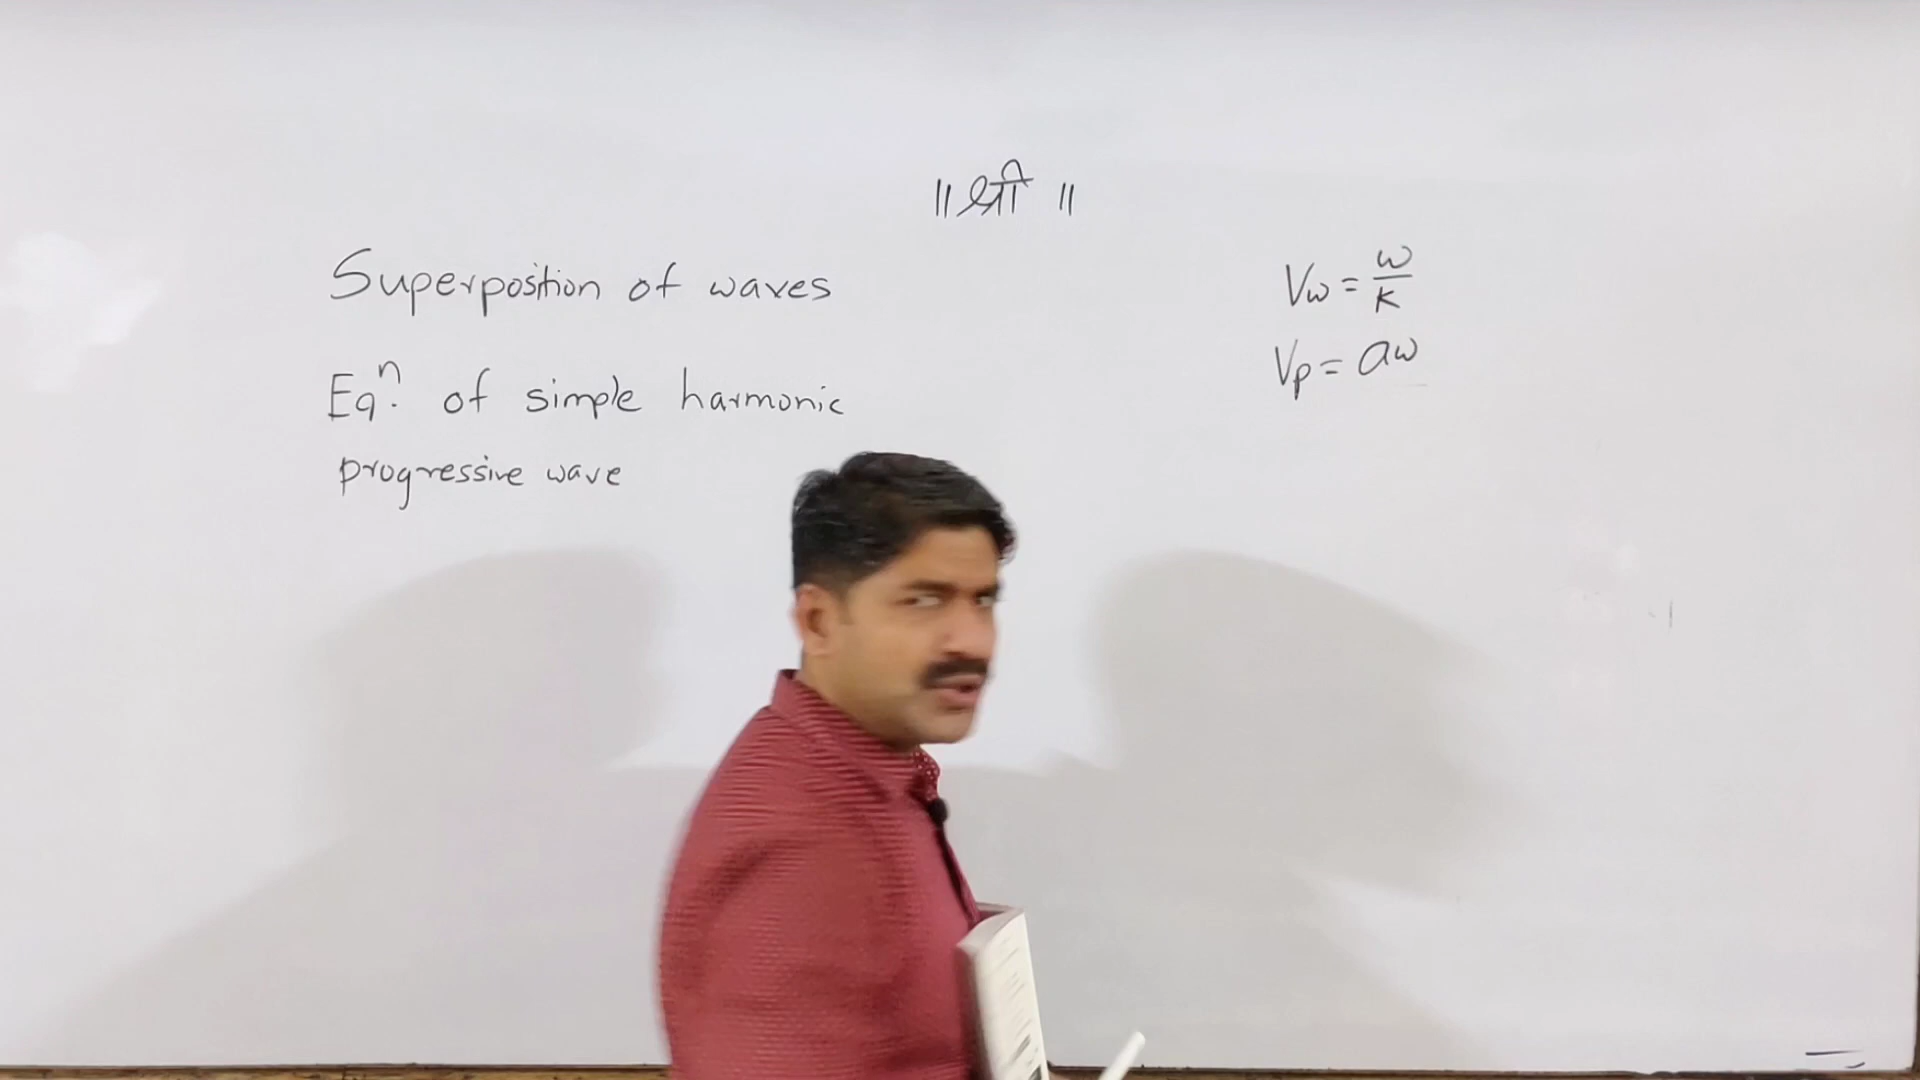 ॥ श्री ॥
Superposition of waves
Eqⁿ. of simple harmonic
progressive wave
Vw = ω/K
Vp = aω